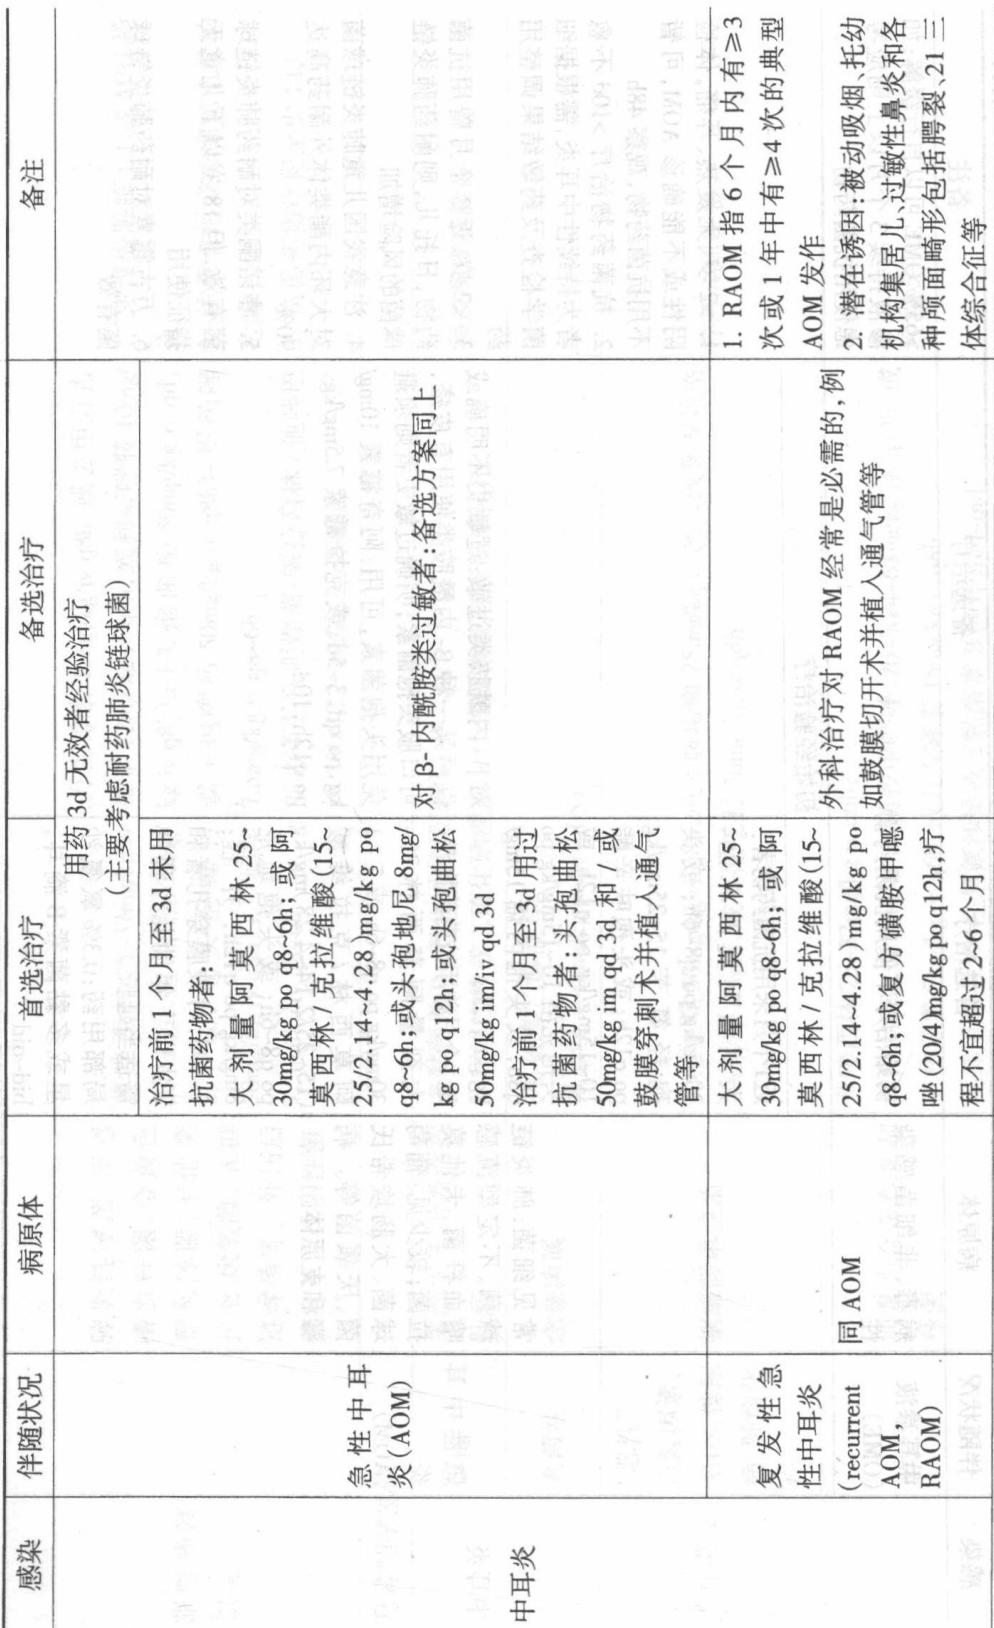 感染
伴随状况
病原体
首选治疗
备选治疗
备注
中耳炎
急性中耳
炎(AOM)
用药 3d 无效者经验治疗
(主要考虑耐药肺炎链球菌)
治疗前 1 个月至 3d 未用
抗菌药物者:
大剂量阿莫西林 25~
30mg/kg po q8~6h; 或阿
莫西林/克拉维酸(15~
25/2.14~4.28)mg/kg po
q8~6h;或头孢地尼 8mg/
kg po q12h; 或头孢曲松
50mg/kg im/iv qd 3d
治疗前 1 个月至 3d 用过
抗菌药物者: 头孢曲松
50mg/kg im qd 3d 和 / 或
鼓膜穿刺术并植入通气
管等
对 β- 内酰胺类过敏者:备选方案同上
复发性急
性中耳炎
(recurrent
AOM,
RAOM)
同 AOM
大剂量阿莫西林 25~
30mg/kg po q8~6h; 或阿
莫西林/克拉维酸(15~
25/2.14~4.28)mg/kg po
q8~6h;或复方磺胺甲噁
唑(20/4)mg/kg po q12h,疗
程不宜超过 2~6 个月
外科治疗对 RAOM 经常是必需的,例
如鼓膜切开术并植入通气管等
1. RAOM 指 6 个月内有≥3
次或 1 年中有≥4 次的典型
AOM 发作
2. 潜在诱因:被动吸烟、托幼
机构集居儿、过敏性鼻炎和各
种颅面畸形包括腭裂、21 三
体综合征等